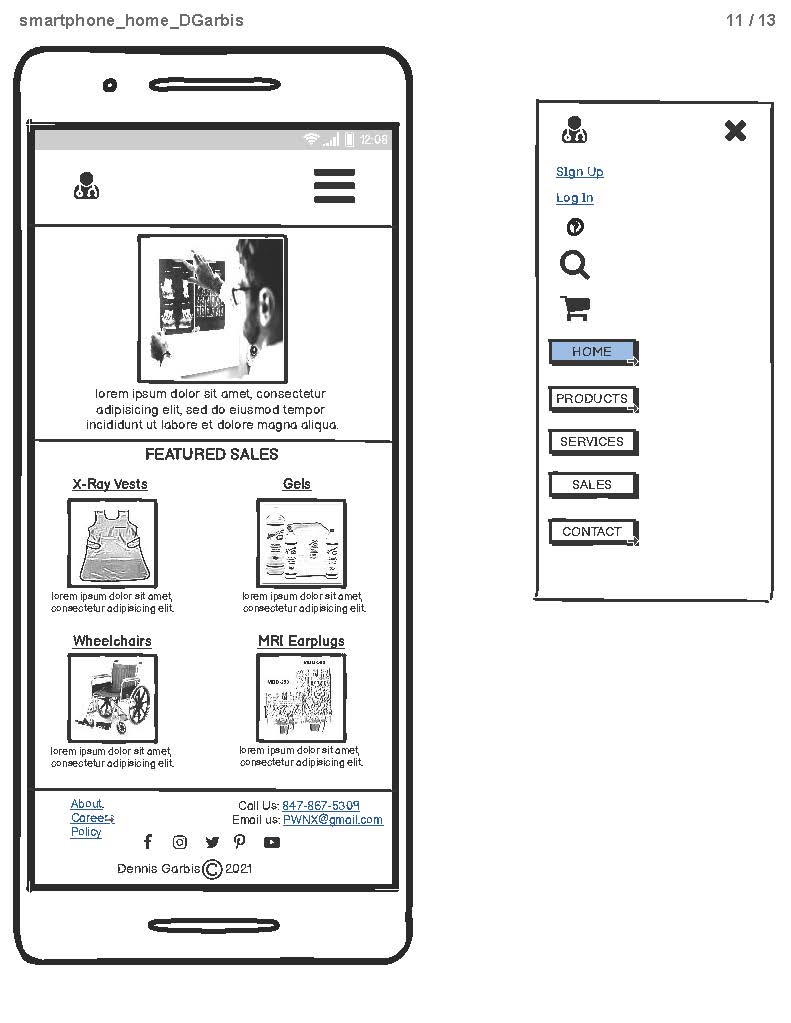 smartphone_home_DGarbis
11 / 13
12:08
lorem ipsum dolor sit amet, consectetur
adipisicing elit, sed do eiusmod tempor
incididunt ut labore et dolore magna aliqua.
FEATURED SALES
X-Ray Vests
Gels
lorem ipsum dolor sit amet,
consectetur adipisicing elit.
lorem ipsum dolor sit amet,
consectetur adipisicing elit.
Wheelchairs
MRI Earplugs
lorem ipsum dolor sit amet,
consectetur adipisicing elit.
lorem ipsum dolor sit amet,
consectetur adipisicing elit.
About
Careers
Policy
Call Us: 847-867-5309
Email us: PWNX@gmail.com
Dennis Garbis © 2021
Sign Up
Log In
HOME
PRODUCTS
SERVICES
SALES
CONTACT